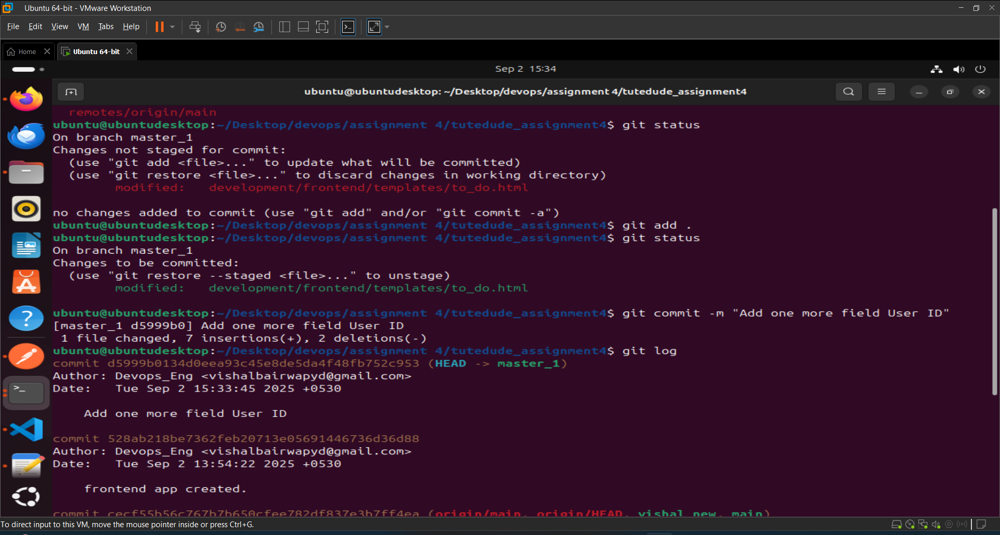 Ubuntu 64-bit - VMware Workstation
File Edit View VM Tabs Help
Home Ubuntu 64-bit
Sep 2 15:34
ubuntu@ubuntudesktop: ~/Desktop/devops/assignment 4/tutedude_assignment4
remotes/origin/main
ubuntu@ubuntudesktop:~/Desktop/devops/assignment 4/tutedude_assignment4$ git status
On branch master_1
Changes not staged for commit:
(use "git add <file>..." to update what will be committed)
(use "git restore <file>..." to discard changes in working directory)
modified: development/frontend/templates/to_do.html
no changes added to commit (use "git add" and/or "git commit -a")
ubuntu@ubuntudesktop:~/Desktop/devops/assignment 4/tutedude_assignment4$ git add .
ubuntu@ubuntudesktop:~/Desktop/devops/assignment 4/tutedude_assignment4$ git status
On branch master_1
Changes to be committed:
(use "git restore --staged <file>..." to unstage)
modified: development/frontend/templates/to_do.html
ubuntu@ubuntudesktop:~/Desktop/devops/assignment 4/tutedude_assignment4$ git commit -m "Add one more field User ID"
[master_1 d5999b0] Add one more field User ID
1 file changed, 7 insertions(+), 2 deletions(-)
ubuntu@ubuntudesktop:~/Desktop/devops/assignment 4/tutedude_assignment4$ git log
commit d5999b0134d0eea93c45e8de5da4f48fb752c953 (HEAD -> master_1)
Author: Devops_Eng <vishalbairwapyd@gmail.com>
Date: Tue Sep 2 15:33:45 2025 +0530
Add one more field User ID
commit 528ab218be7362feb20713e05691446736d36d88
Author: Devops_Eng <vishalbairwapyd@gmail.com>
Date: Tue Sep 2 13:54:22 2025 +0530
frontend app created.
commit cecf55b56c767b7b650cfee782df837e3b7ff4ea (origin/main, origin/HEAD, vishal_new, main)
To direct input to this VM, move the mouse pointer inside or press Ctrl+G.